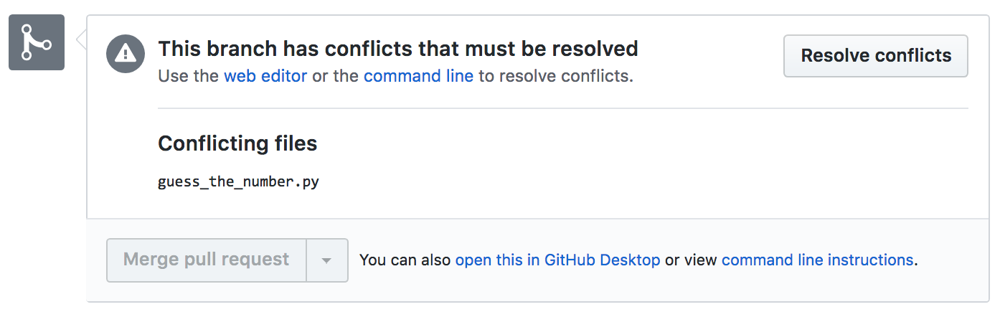 This branch has conflicts that must be resolved
Resolve conflicts
Use the web editor or the command line to resolve conflicts.
Conflicting files
guess_the_number.py
Merge pull request
You can also open this in GitHub Desktop or view command line instructions.